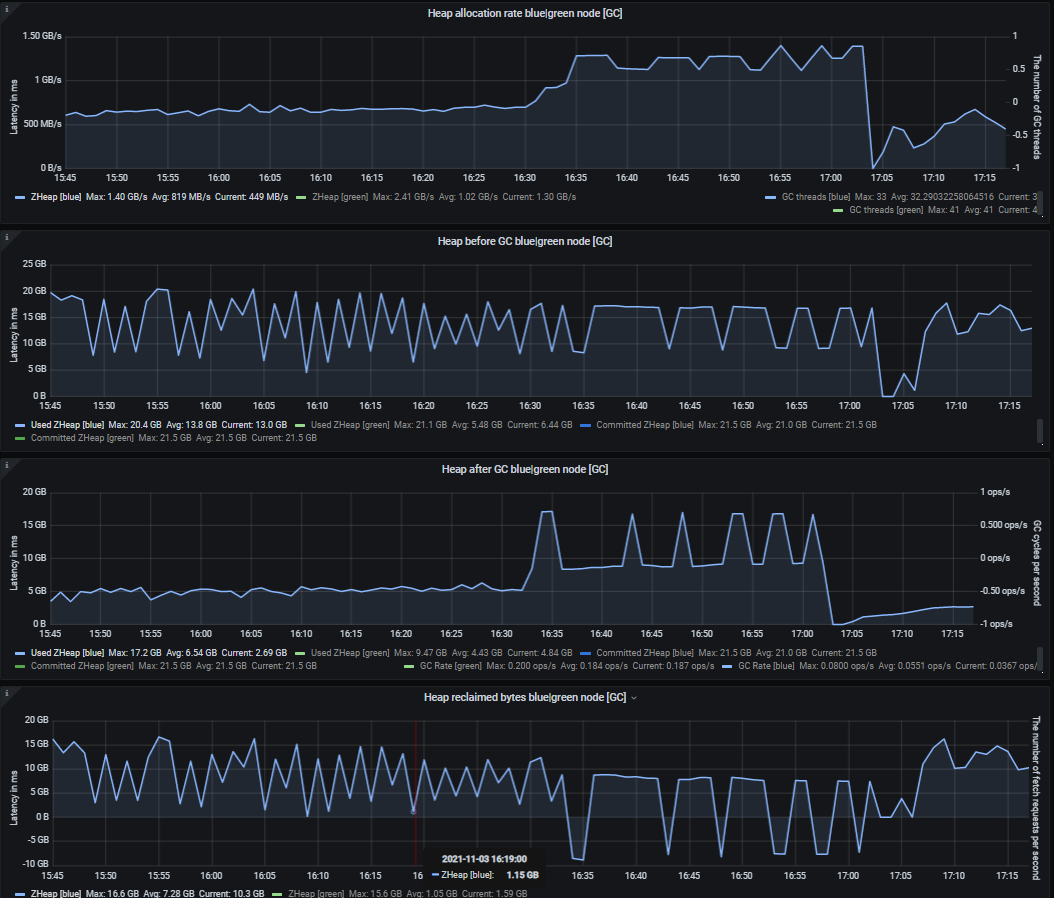 Heap allocation rate blue|green node [GC]
1.50 GB/s
1 GB/s
500 MB/s
0 B/s
Latency in ms
1
0.5
0
-0.5
-1
The number of GC threads
15:45 15:50 15:55 16:00 16:05 16:10 16:15 16:20 16:25 16:30 16:35 16:40 16:45 16:50 16:55 17:00 17:05 17:10 17:15
ZHeap [blue] Max: 1.40 GB/s Avg: 819 MB/s Current: 449 MB/s ZHeap [green] Max: 2.41 GB/s Avg: 1.02 GB/s Current: 1.30 GB/s GC threads [blue] Max: 33 Avg: 32.29032258064516 Current: 3
GC threads [green] Max: 41 Avg: 41 Current: 4
Heap before GC blue|green node [GC]
25 GB
20 GB
15 GB
10 GB
5 GB
0 B
Latency in ms
15:45 15:50 15:55 16:00 16:05 16:10 16:15 16:20 16:25 16:30 16:35 16:40 16:45 16:50 16:55 17:00 17:05 17:10 17:15
Used ZHeap [blue] Max: 20.4 GB Avg: 13.8 GB Current: 13.0 GB Used ZHeap [green] Max: 21.1 GB Avg: 5.48 GB Current: 6.44 GB Committed ZHeap [blue] Max: 21.5 GB Avg: 21.0 GB Current: 21.5 GB
Committed ZHeap [green] Max: 21.5 GB Avg: 21.5 GB Current: 21.5 GB
Heap after GC blue|green node [GC]
20 GB
15 GB
10 GB
5 GB
0 B
Latency in ms
1 ops/s
0.500 ops/s
0 ops/s
-0.50 ops/s
-1 ops/s
GC cycles per second
15:45 15:50 15:55 16:00 16:05 16:10 16:15 16:20 16:25 16:30 16:35 16:40 16:45 16:50 16:55 17:00 17:05 17:10 17:15
Used ZHeap [blue] Max: 17.2 GB Avg: 6.54 GB Current: 2.69 GB Used ZHeap [green] Max: 9.47 GB Avg: 4.43 GB Current: 4.84 GB Committed ZHeap [blue] Max: 21.5 GB Avg: 21.0 GB Current: 21.5 GB
Committed ZHeap [green] Max: 21.5 GB Avg: 21.5 GB Current: 21.5 GB GC Rate [green] Max: 0.200 ops/s Avg: 0.184 ops/s Current: 0.187 ops/s GC Rate [blue] Max: 0.0800 ops/s Avg: 0.0551 ops/s Current: 0.0367 ops/
Heap reclaimed bytes blue|green node [GC]
20 GB
15 GB
10 GB
5 GB
0 B
-5 GB
-10 GB
Latency in ms
The number of fetch requests per second
15:45 15:50 15:55 16:00 16:05 16:10 16:15 16 16:35 16:40 16:45 16:50 16:55 17:00 17:05 17:10 17:15
2021-11-03 16:19:00
ZHeap [blue]: 1.15 GB
ZHeap [blue] Max: 16.6 GB Avg: 7.28 GB Current: 10.3 GB ZHeap [green] Max: 15.6 GB Avg: 1.05 GB Current: 1.59 GB